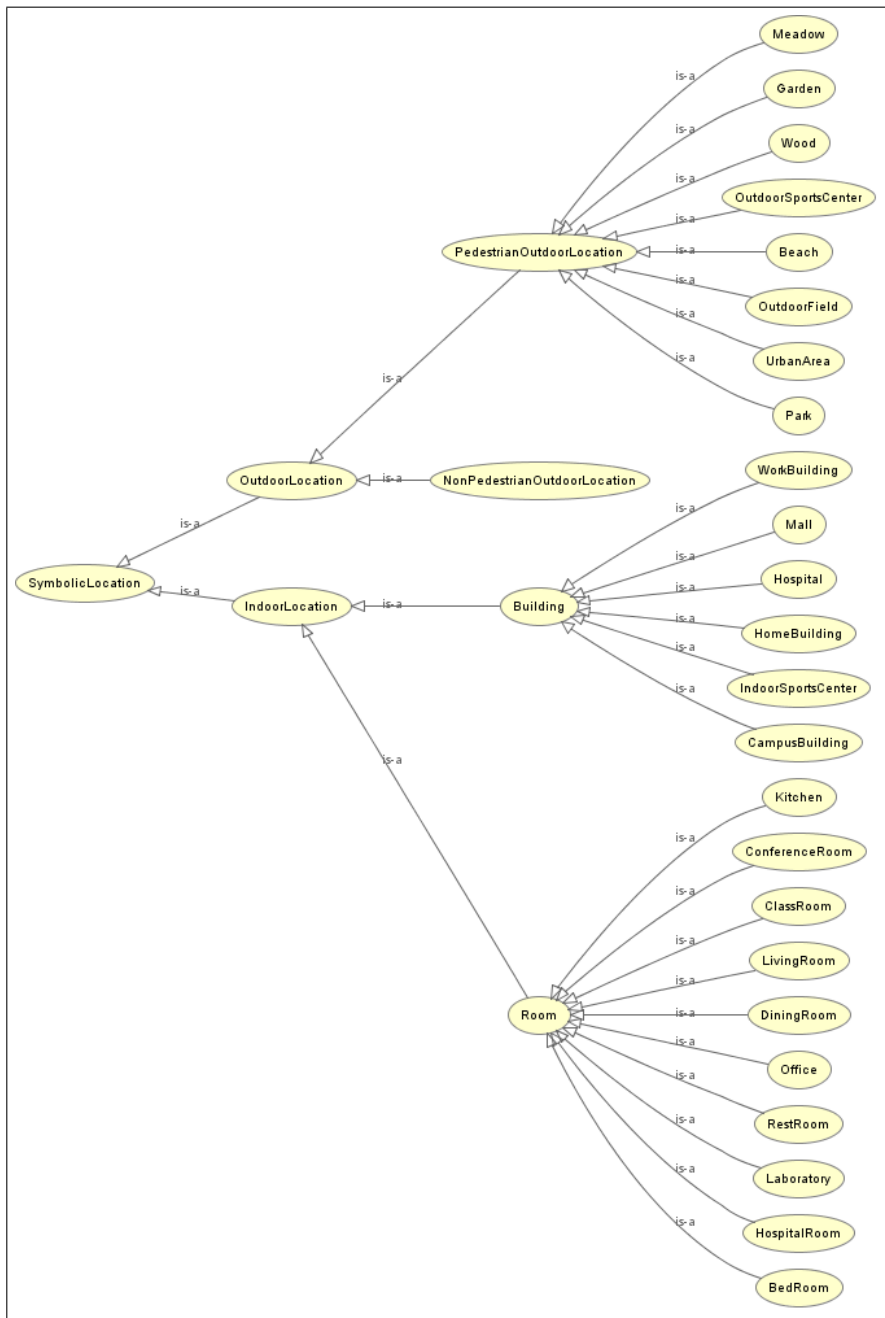 Meadow
is-a
Garden
is-a
Wood
is-a
OutdoorSportsCenter
is-a
PedestrianOutdoorLocation
is-a
Beach
is-a
OutdoorField
is-a
UrbanArea
is-a
Park
is-a
OutdoorLocation
is-a
NonPedestrianOutdoorLocation
is-a
SymbolicLocation
is-a
IndoorLocation
is-a
Building
WorkBuilding
is-a
Mall
is-a
Hospital
is-a
HomeBuilding
is-a
IndoorSportsCenter
is-a
CampusBuilding
is-a
is-a
Kitchen
is-a
ConferenceRoom
is-a
ClassRoom
is-a
LivingRoom
is-a
Room
is-a
DiningRoom
is-a
Office
is-a
RestRoom
is-a
Laboratory
is-a
HospitalRoom
is-a
BedRoom
is-a